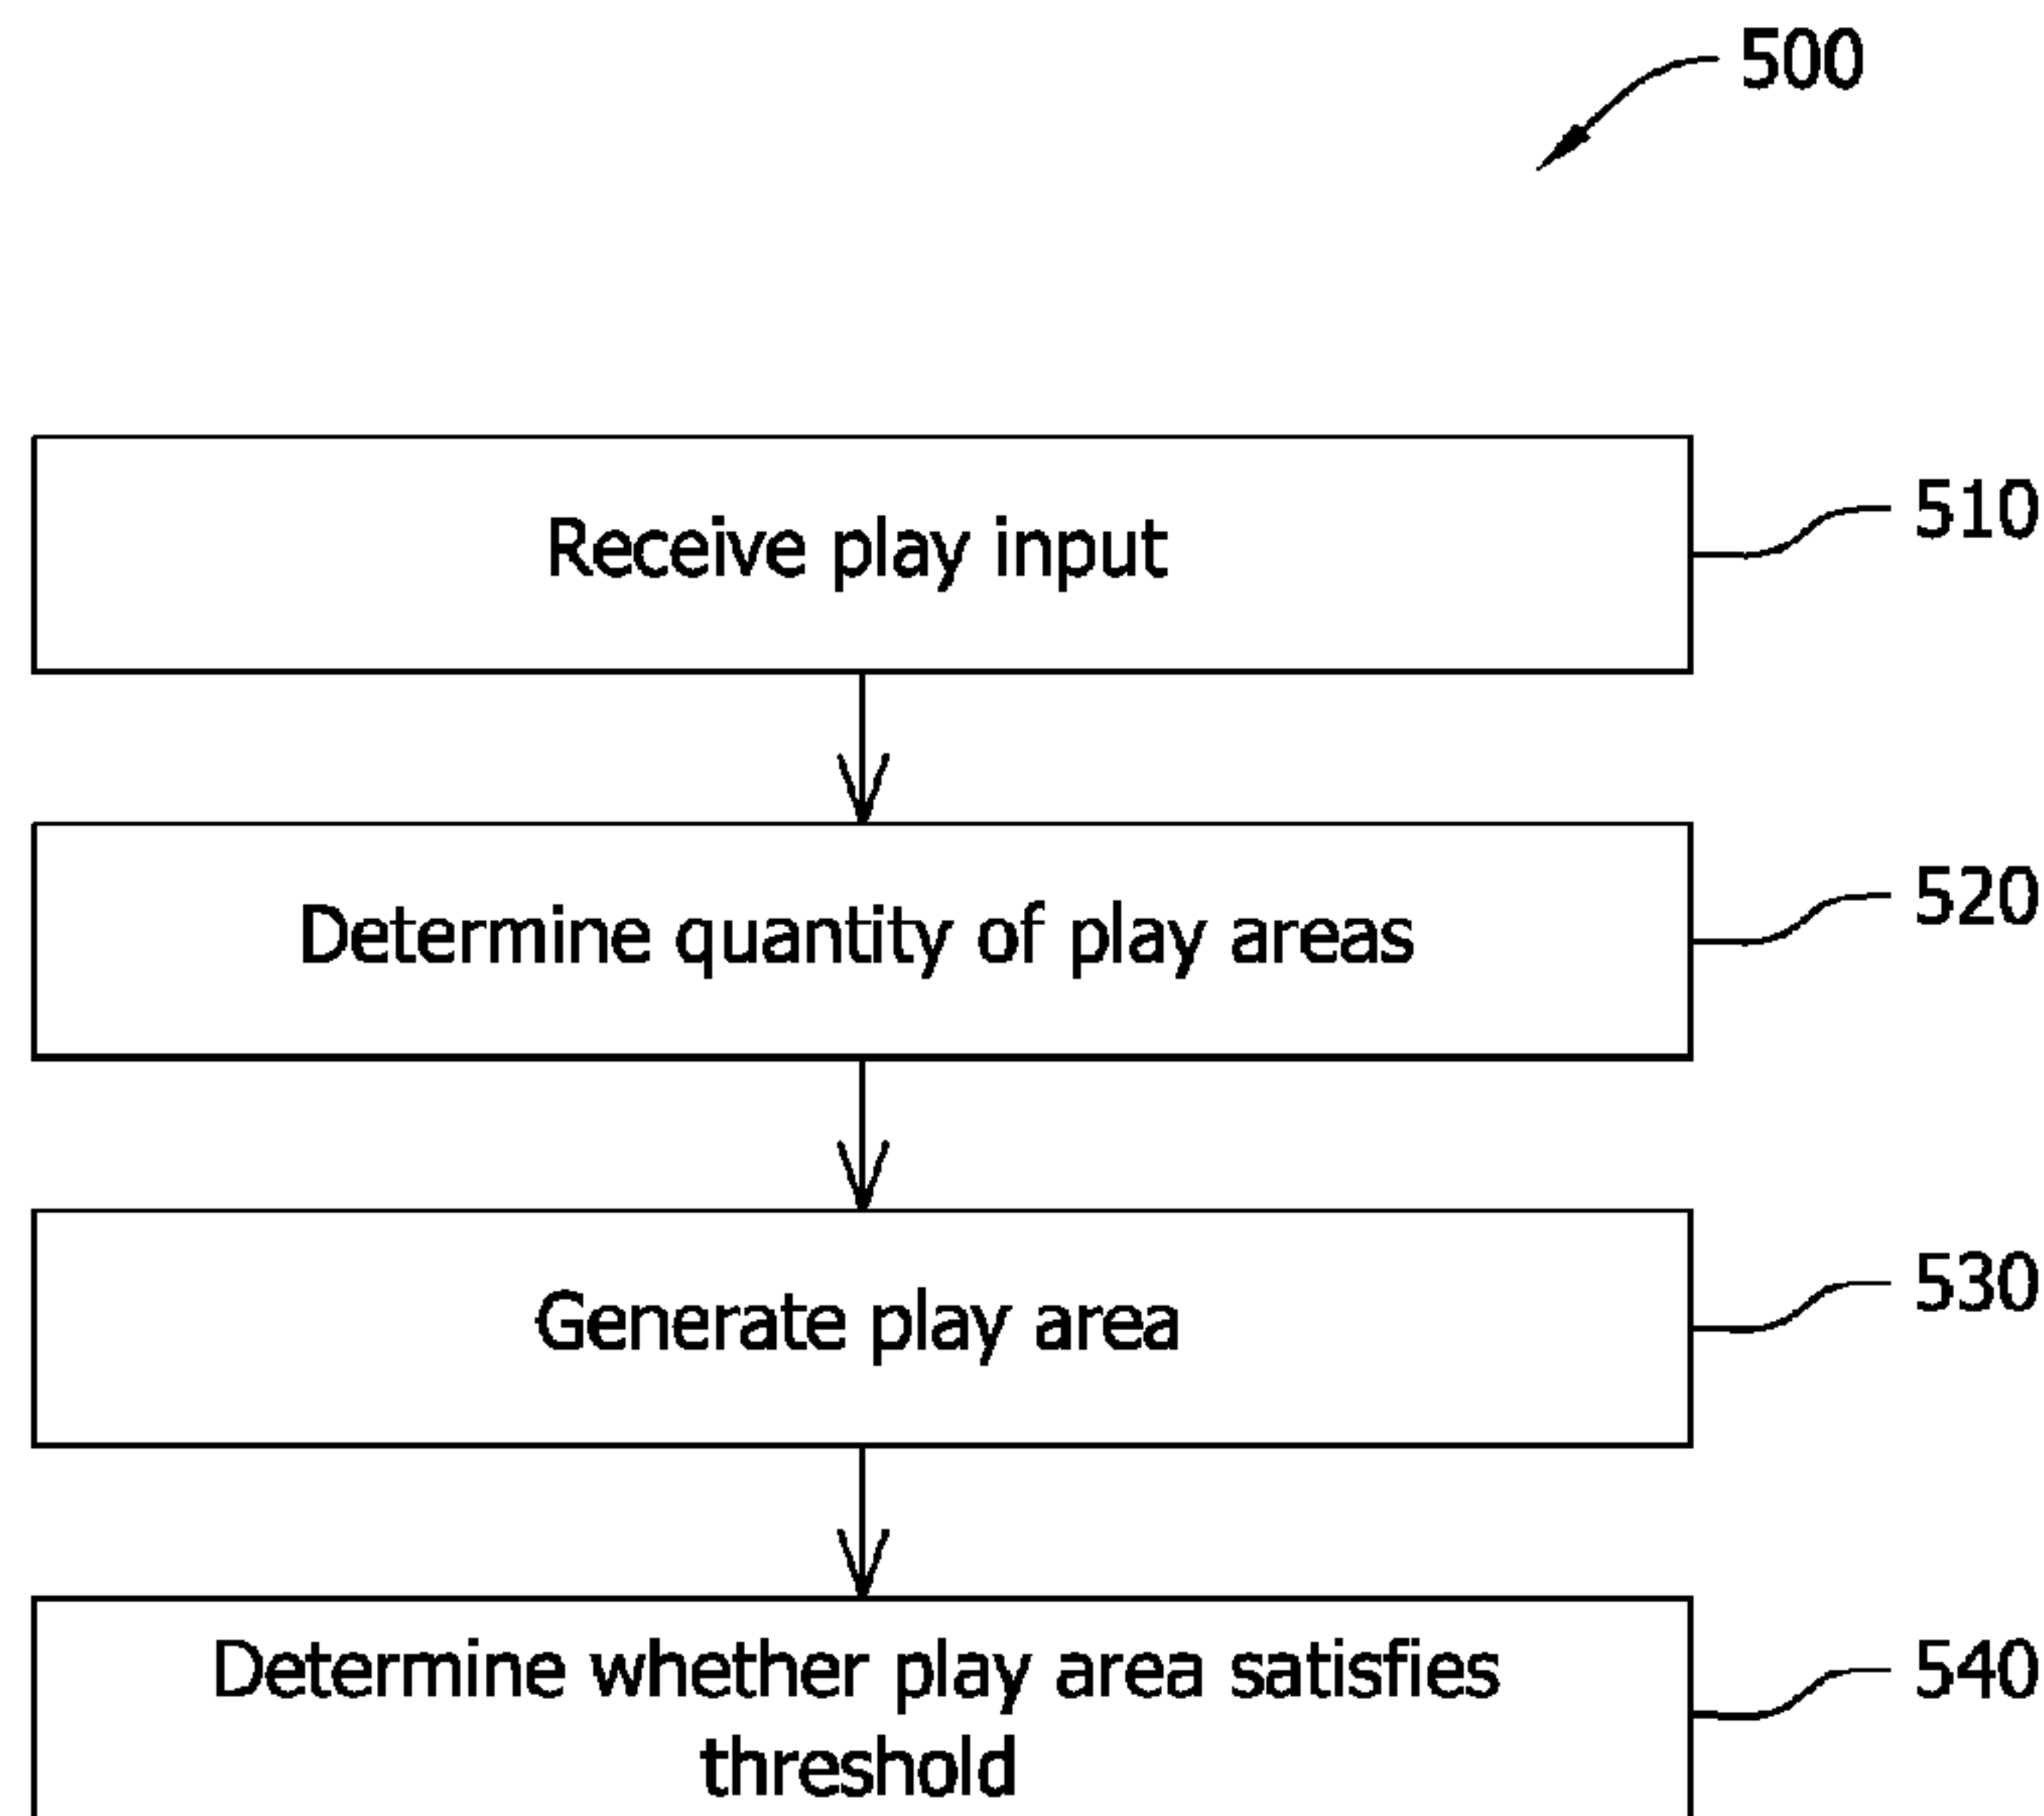 500
Receive play input
510
Determine quantity of play areas
520
Generate play area
530
Determine whether play area satisfies
threshold
540